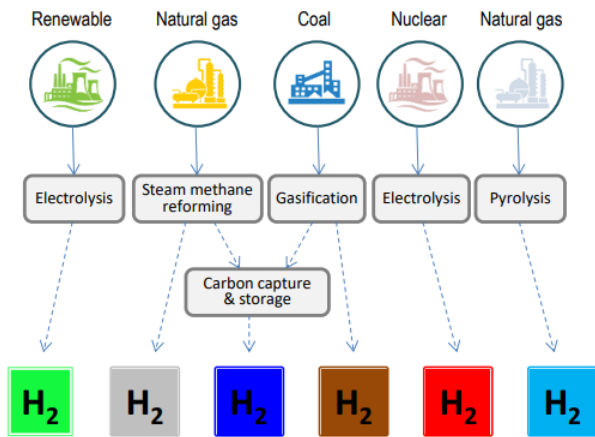 Renewable
Natural gas
Coal
Nuclear
Natural gas
Electrolysis
Steam methane
reforming
Gasification
Electrolysis
Pyrolysis
Carbon capture
& storage
H2
H2
H2
H2
H2
H2